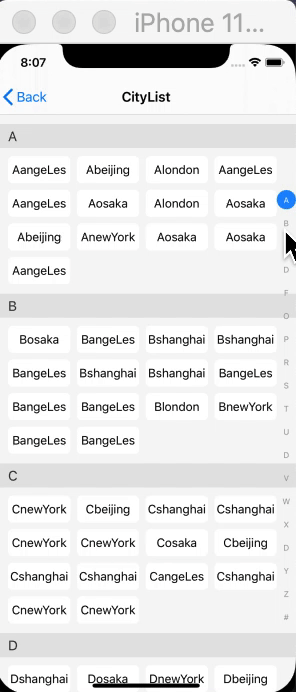 iPhone 11...
8:07
Back CityList
A
AangeLes Abeijing Alondon AangeLes
AangeLes Aosaka Alondon Aosaka
Abeijing AnewYork Aosaka Aosaka
AangeLes
B
Bosaka BangeLes Bshanghai Bshanghai
BangeLes Bshanghai Bshanghai BangeLes
BangeLes BangeLes Blondon BnewYork
BangeLes BangeLes
C
CnewYork Cbeijing Cshanghai Cshanghai
CnewYork CnewYork Cosaka Cbeijing
Cshanghai Cshanghai CangeLes Cshanghai
CnewYork CnewYork
D
Dshanghai Dosaka DnewYork Dbeijing
A
B
D
F
O
P
R
S
T
U
D
V
W
X
D
Y
Z
#